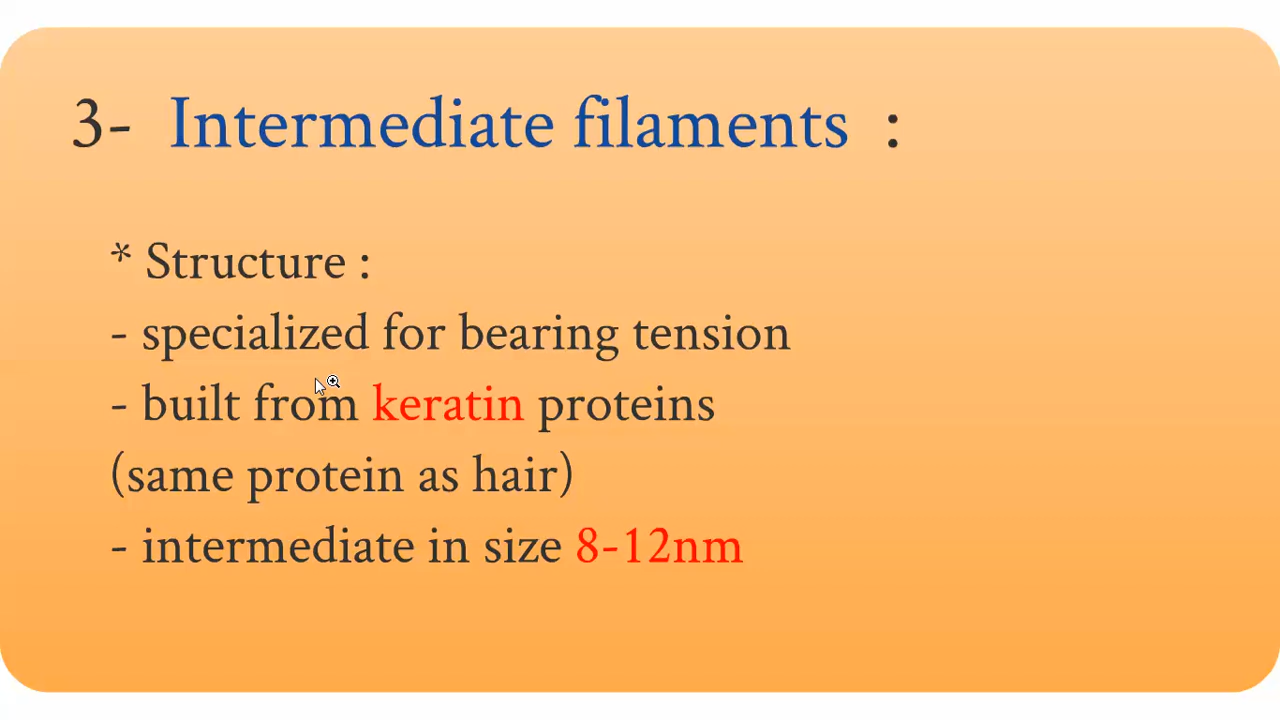 3- Intermediate filaments :
* Structure :
- specialized for bearing tension
- built from keratin proteins
(same protein as hair)
- intermediate in size 8-12nm